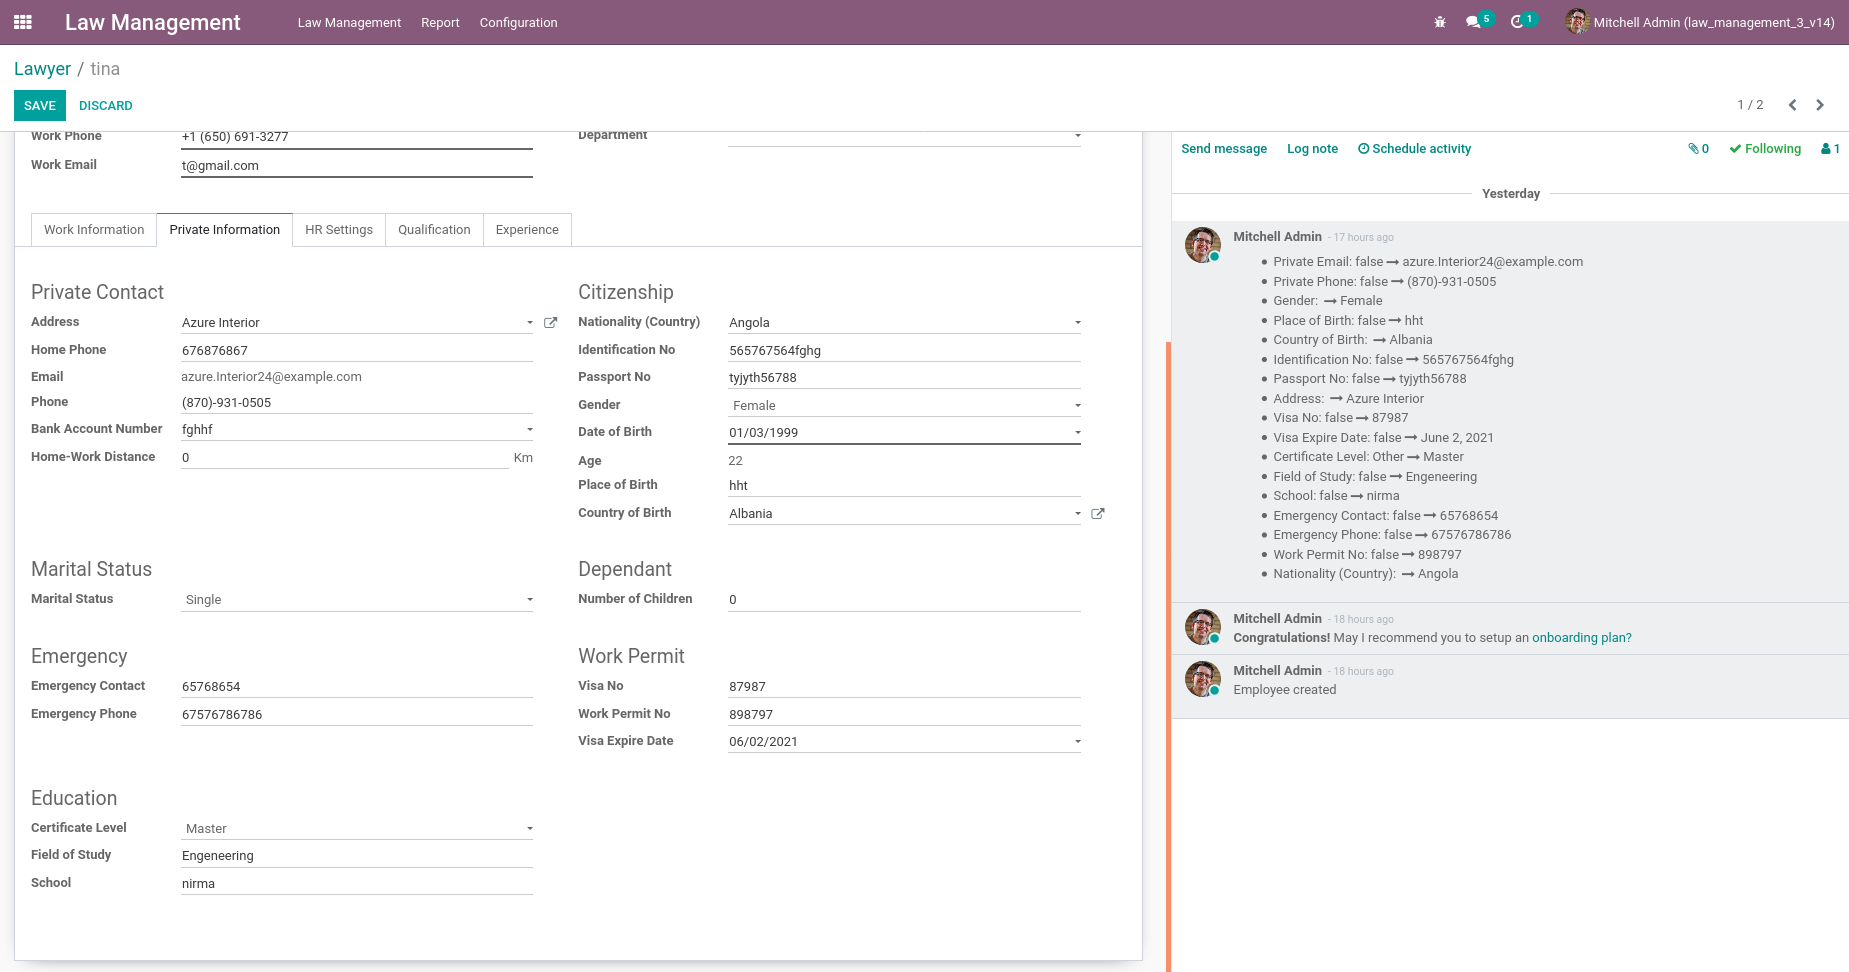 Law Management
Law Management Report Configuration
5 1 Mitchell Admin (law_management_3_v14)
Lawyer / tina
SAVE DISCARD
1 / 2
Work Phone +1 (650) 691-3277
Department
Work Email t@gmail.com
Work Information Private Information HR Settings Qualification Experience
Private Contact
Address Azure Interior
Home Phone 676876867
Email azure.Interior24@example.com
Phone (870)-931-0505
Bank Account Number fghhf
Home-Work Distance 0 Km
Citizenship
Nationality (Country) Angola
Identification No 565767564fghg
Passport No tyjyth56788
Gender Female
Date of Birth 01/03/1999
Age 22
Place of Birth hht
Country of Birth Albania
Marital Status
Marital Status Single
Dependant
Number of Children 0
Emergency
Emergency Contact 65768654
Emergency Phone 67576786786
Work Permit
Visa No 87987
Work Permit No 898797
Visa Expire Date 06/02/2021
Education
Certificate Level Master
Field of Study Engeneering
School nirma
Send message Log note Schedule activity 0 Following 1
Yesterday
Mitchell Admin - 17 hours ago
• Private Email: false → azure.Interior24@example.com
• Private Phone: false → (870)-931-0505
• Gender: → Female
• Place of Birth: false → hht
• Country of Birth: → Albania
• Identification No: false → 565767564fghg
• Passport No: false → tyjyth56788
• Address: → Azure Interior
• Visa No: false → 87987
• Visa Expire Date: false → June 2, 2021
• Certificate Level: Other → Master
• Field of Study: false → Engeneering
• School: false → nirma
• Emergency Contact: false → 65768654
• Emergency Phone: false → 67576786786
• Work Permit No: false → 898797
• Nationality (Country): → Angola
Mitchell Admin - 18 hours ago
Congratulations! May I recommend you to setup an onboarding plan?
Mitchell Admin - 18 hours ago
Employee created